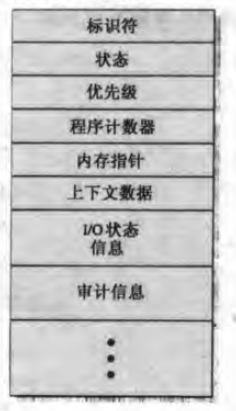 标识符
状态
优先级
程序计数器
内存指针
上下文数据
I/O 状态
信息
审计信息